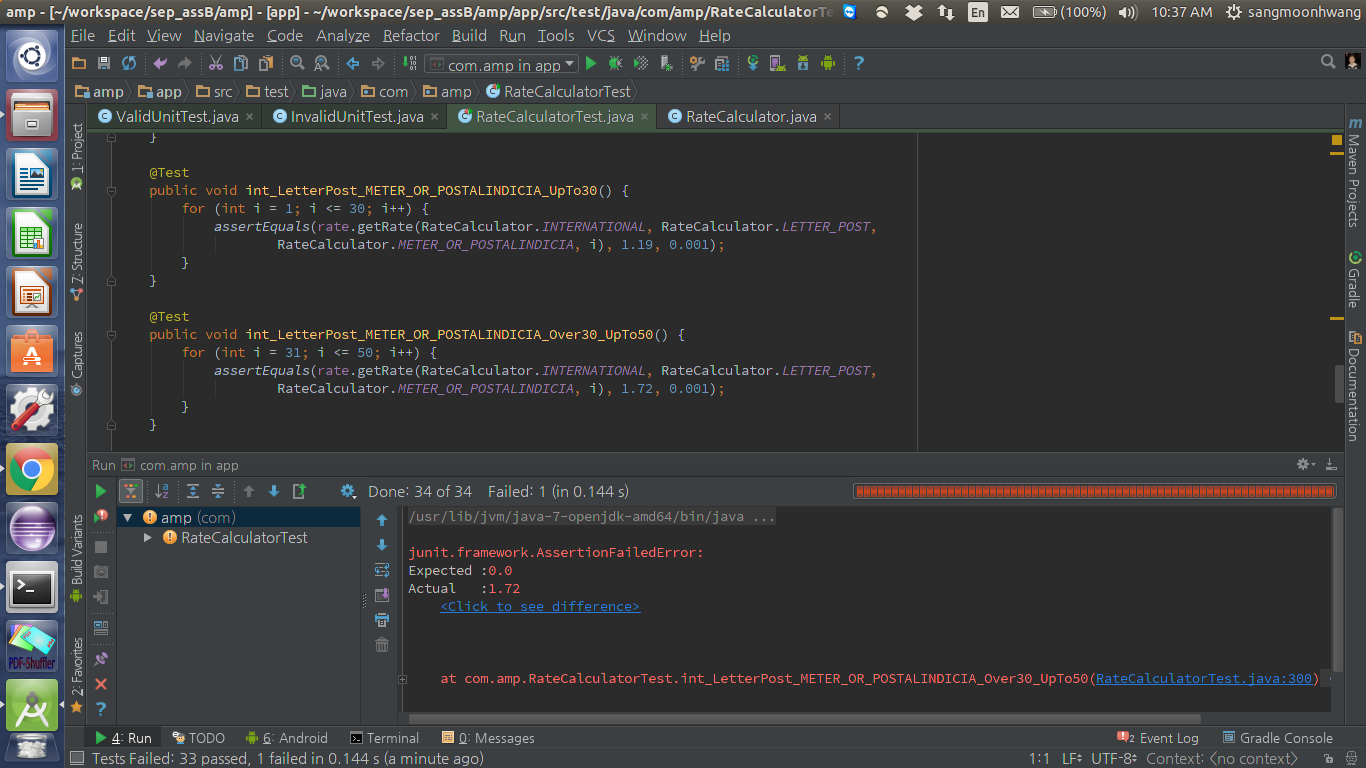 amp - [~/workspace/sep_assB/amp] - [app] - ~/workspace/sep_assB/amp/app/src/test/java/com/amp/RateCalculatorTe
En (100%) 10:37 AM sangmoonhwang
File Edit View Navigate Code Analyze Refactor Build Run Tools VCS Window Help
com.amp in app
amp app src test java com amp RateCalculatorTest
ValidUnitTest.java InvalidUnitTest.java RateCalculatorTest.java RateCalculator.java
}
@Test
public void int_LetterPost_METER_OR_POSTALINDICIA_UpTo30() {
for (int i = 1; i <= 30; i++) {
assertEquals(rate.getRate(RateCalculator.INTERNATIONAL, RateCalculator.LETTER_POST,
RateCalculator.METER_OR_POSTALINDICIA, i), 1.19, 0.001);
}
}
@Test
public void int_LetterPost_METER_OR_POSTALINDICIA_Over30_UpTo50() {
for (int i = 31; i <= 50; i++) {
assertEquals(rate.getRate(RateCalculator.INTERNATIONAL, RateCalculator.LETTER_POST,
RateCalculator.METER_OR_POSTALINDICIA, i), 1.72, 0.001);
}
}
1: Project
7: Structure
Captures
Build Variants
2: Favorites
Maven Projects
Gradle
Documentation
Run com.amp in app
Done: 34 of 34 Failed: 1 (in 0.144 s)
amp (com)
RateCalculatorTest
/usr/lib/jvm/java-7-openjdk-amd64/bin/java ...
junit.framework.AssertionFailedError:
Expected :0.0
Actual :1.72
<Click to see difference>
at com.amp.RateCalculatorTest.int_LetterPost_METER_OR_POSTALINDICIA_Over30_UpTo50(RateCalculatorTest.java:300)
PDF-Shuffler
4: Run TODO 6: Android Terminal 0: Messages 2 Event Log Gradle Console
Tests Failed: 33 passed, 1 failed in 0.144 s (a minute ago) 1:1 LF UTF-8 Context: <no context>